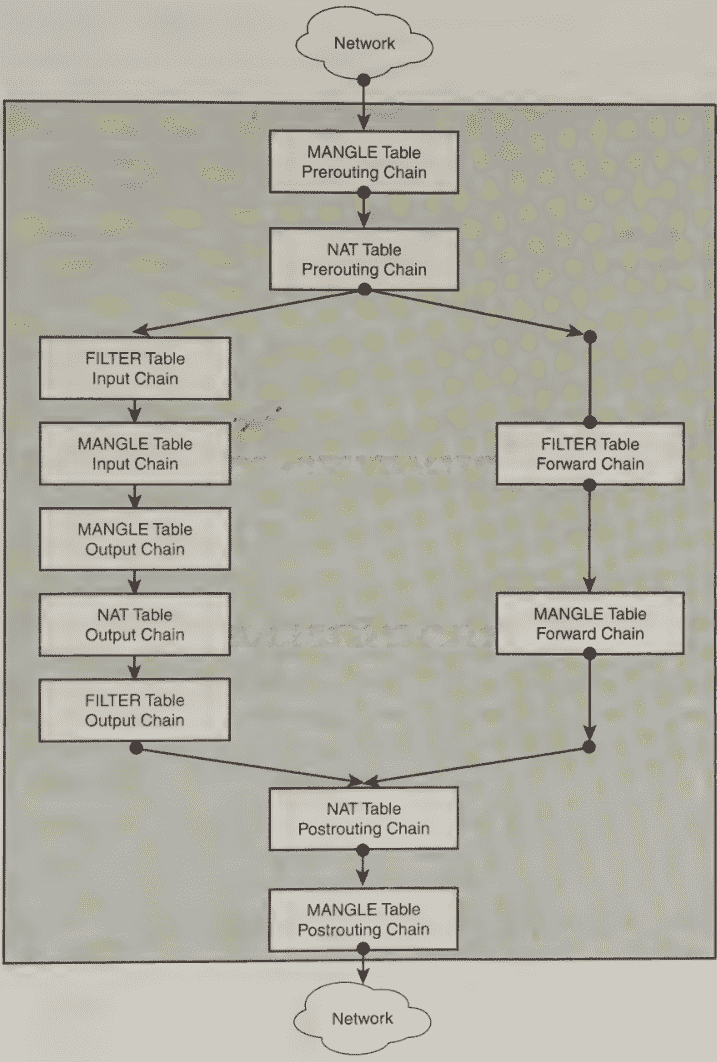 Network
MANGLE Table
Prerouting Chain
NAT Table
Prerouting Chain
FILTER Table
Input Chain
MANGLE Table
Input Chain
MANGLE Table
Output Chain
NAT Table
Output Chain
FILTER Table
Output Chain
FILTER Table
Forward Chain
MANGLE Table
Forward Chain
NAT Table
Postrouting Chain
MANGLE Table
Postrouting Chain
Network